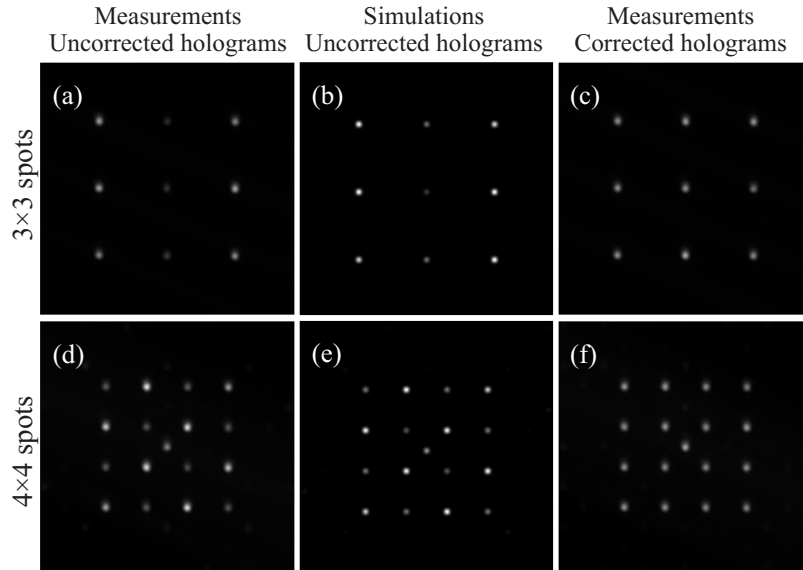 Measurements
Uncorrected holograms
Simulations
Uncorrected holograms
Measurements
Corrected holograms
3×3 spots
(a)
(b)
(c)
4×4 spots
(d)
(e)
(f)